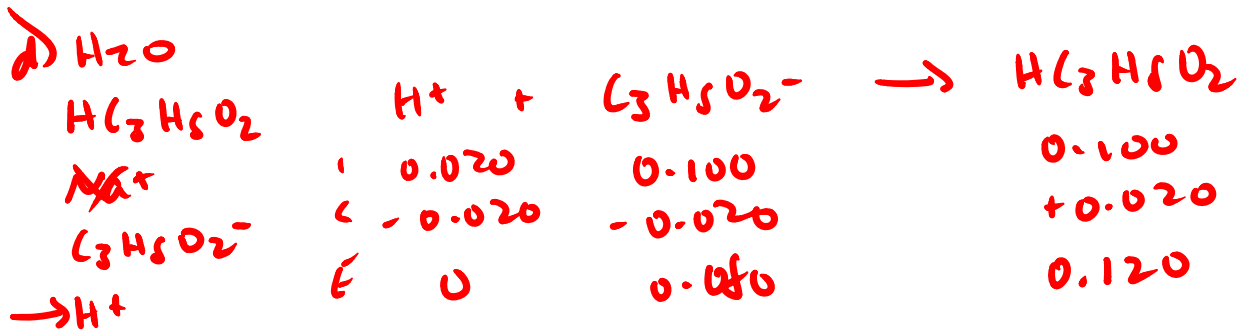 d) H2O
HC3H5O2
Na+
C3H5O2-
→ H+
H+ + C3H5O2- → HC3H5O2
I 0.020 0.100 0.100
C -0.020 -0.020 +0.020
E 0 0.080 0.120